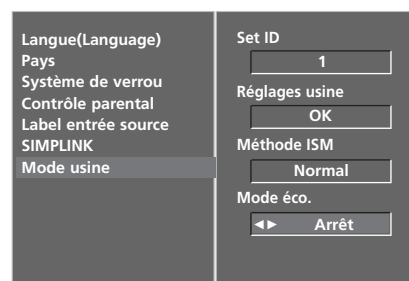 Langue(Language)
Pays
Système de verrou
Contrôle parental
Label entrée source
SIMPLINK
Mode usine
Set ID
1
Réglages usine
OK
Méthode ISM
Normal
Mode éco.
◄► Arrêt